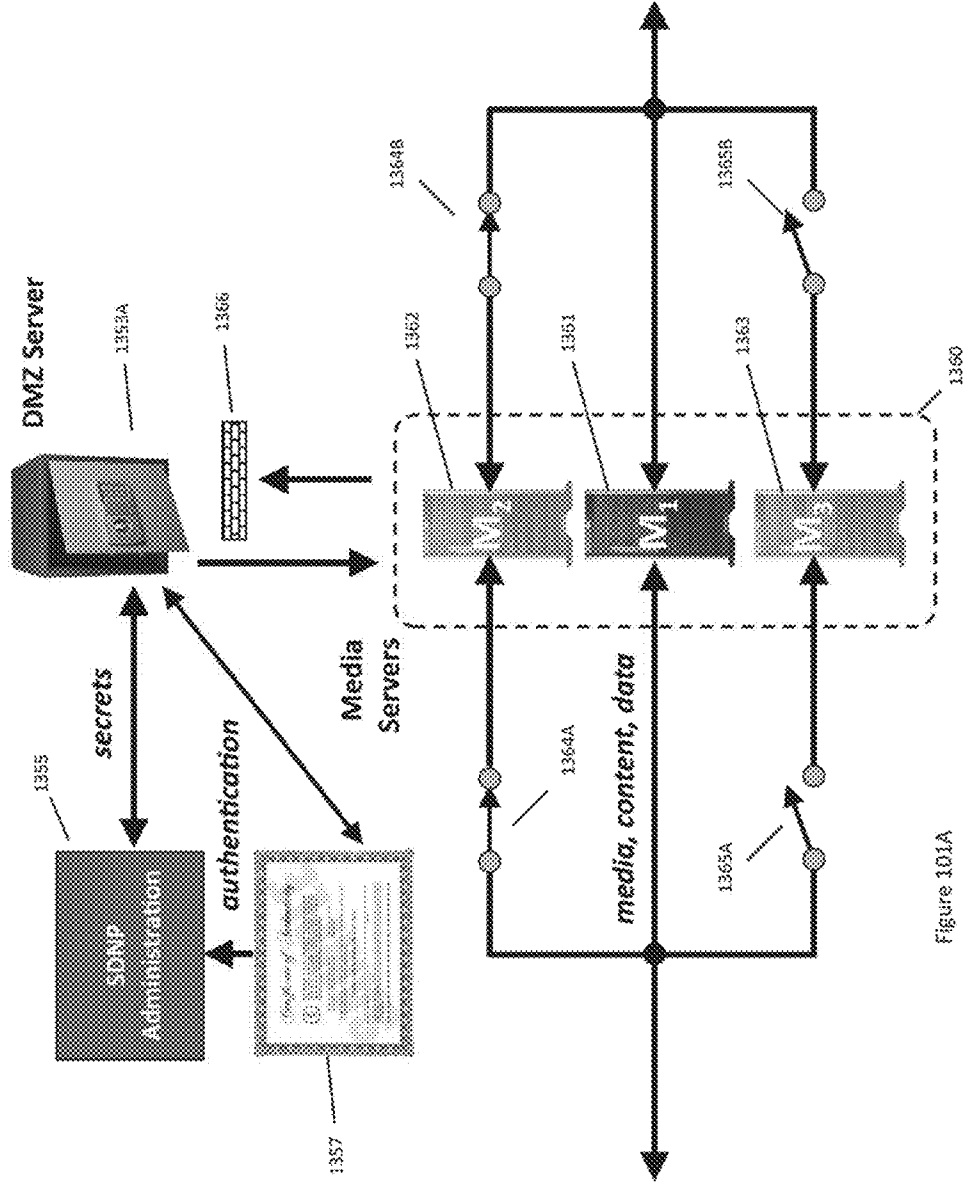 DMZ Server
1353A
1366
1355
secrets
SDNP
Administration
authentication
1357
Media
Servers
1362
1361
1363
1360
M2
M1
M3
1364A
1364B
media, content, data
1365A
1365B
Figure 101A